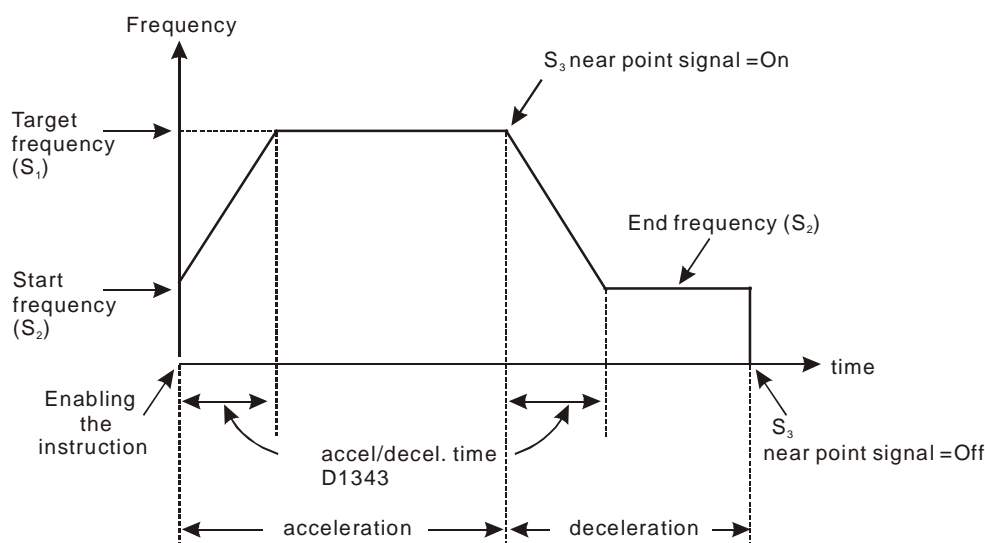 Frequency
S₃ near point signal =On
Target
frequency
(S₁)
End frequency (S₂)
Start
frequency
(S₂)
time
Enabling
the
instruction
accel/decel. time
D1343
S₃
near point signal =Off
acceleration
deceleration